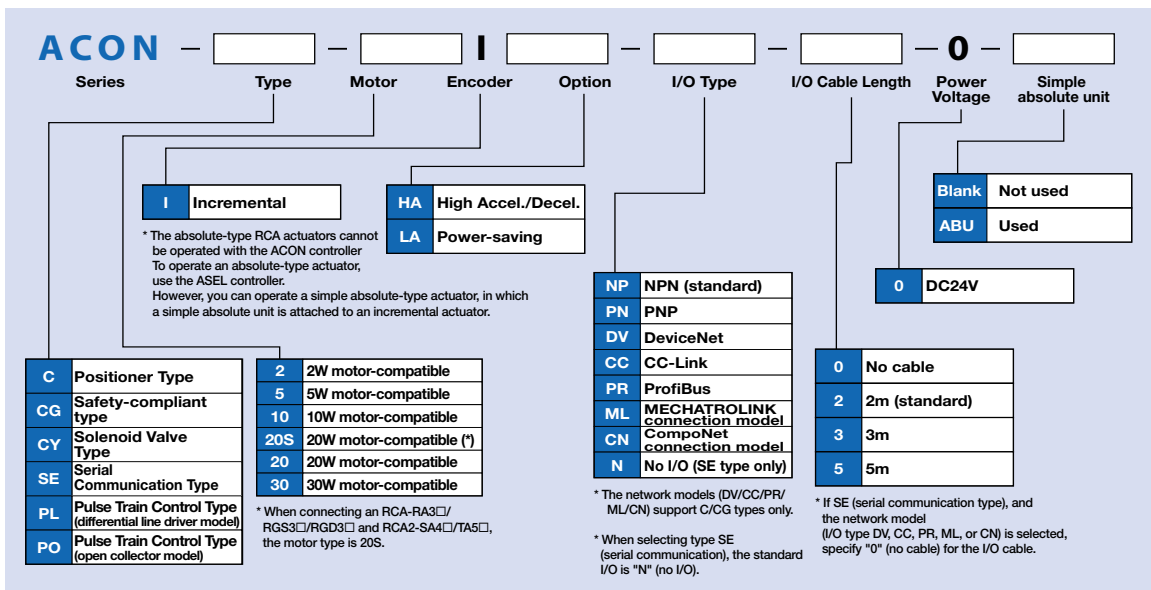 ACON – – I – – – 0 –
Series Type Motor Encoder Option I/O Type I/O Cable Length Power Voltage Simple absolute unit
I Incremental
* The absolute-type RCA actuators cannot
be operated with the ACON controller
To operate an absolute-type actuator,
use the ASEL controller.
However, you can operate a simple absolute-type actuator, in which
a simple absolute unit is attached to an incremental actuator.
HA High Accel./Decel.
LA Power-saving
Blank Not used
ABU Used
0 DC24V
C Positioner Type
CG Safety-compliant
type
CY Solenoid Valve
Type
SE Serial
Communication Type
PL Pulse Train Control Type
(differential line driver model)
PO Pulse Train Control Type
(open collector model)
2 2W motor-compatible
5 5W motor-compatible
10 10W motor-compatible
20S 20W motor-compatible (*)
20 20W motor-compatible
30 30W motor-compatible
* When connecting an RCA-RA3□/
RGS3□/RGD3□ and RCA2-SA4□/TA5□,
the motor type is 20S.
NP NPN (standard)
PN PNP
DV DeviceNet
CC CC-Link
PR ProfiBus
ML MECHATROLINK
connection model
CN CompoNet
connection model
N No I/O (SE type only)
* The network models (DV/CC/PR/
ML/CN) support C/CG types only.
* When selecting type SE
(serial communication), the standard
I/O is "N" (no I/O).
0 No cable
2 2m (standard)
3 3m
5 5m
* If SE (serial communication type), and
the network model
(I/O type DV, CC, PR, ML, or CN) is selected,
specify "0" (no cable) for the I/O cable.